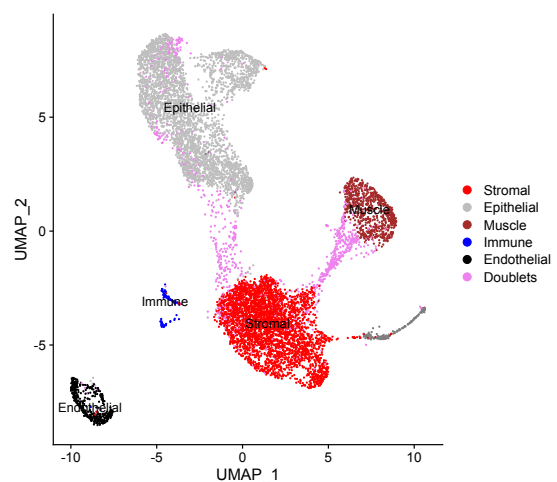 Epithelial
Muscle
Immune
Stromal
Endothelial
Stromal
Epithelial
Muscle
Immune
Endothelial
Doublets
UMAP_2
5
0
-5
-10
-5
0
5
10
UMAP_1